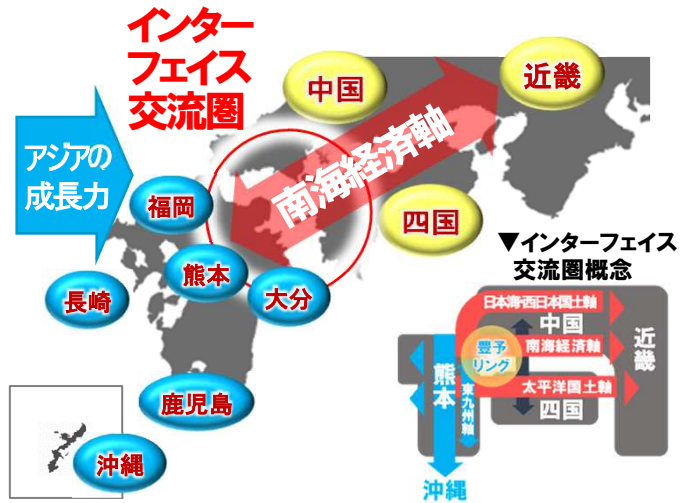 インター
フェイス
交流圏
中国
近畿
アジアの
成長力
南海経済軸
福岡
四国
熊本
大分
長崎
鹿児島
沖縄
▼インターフェイス
交流圏概念
日本海・西日本国土軸
中国
豊予
リング
南海経済軸
近畿
熊本
東九州軸
太平洋国土軸
四国
沖縄